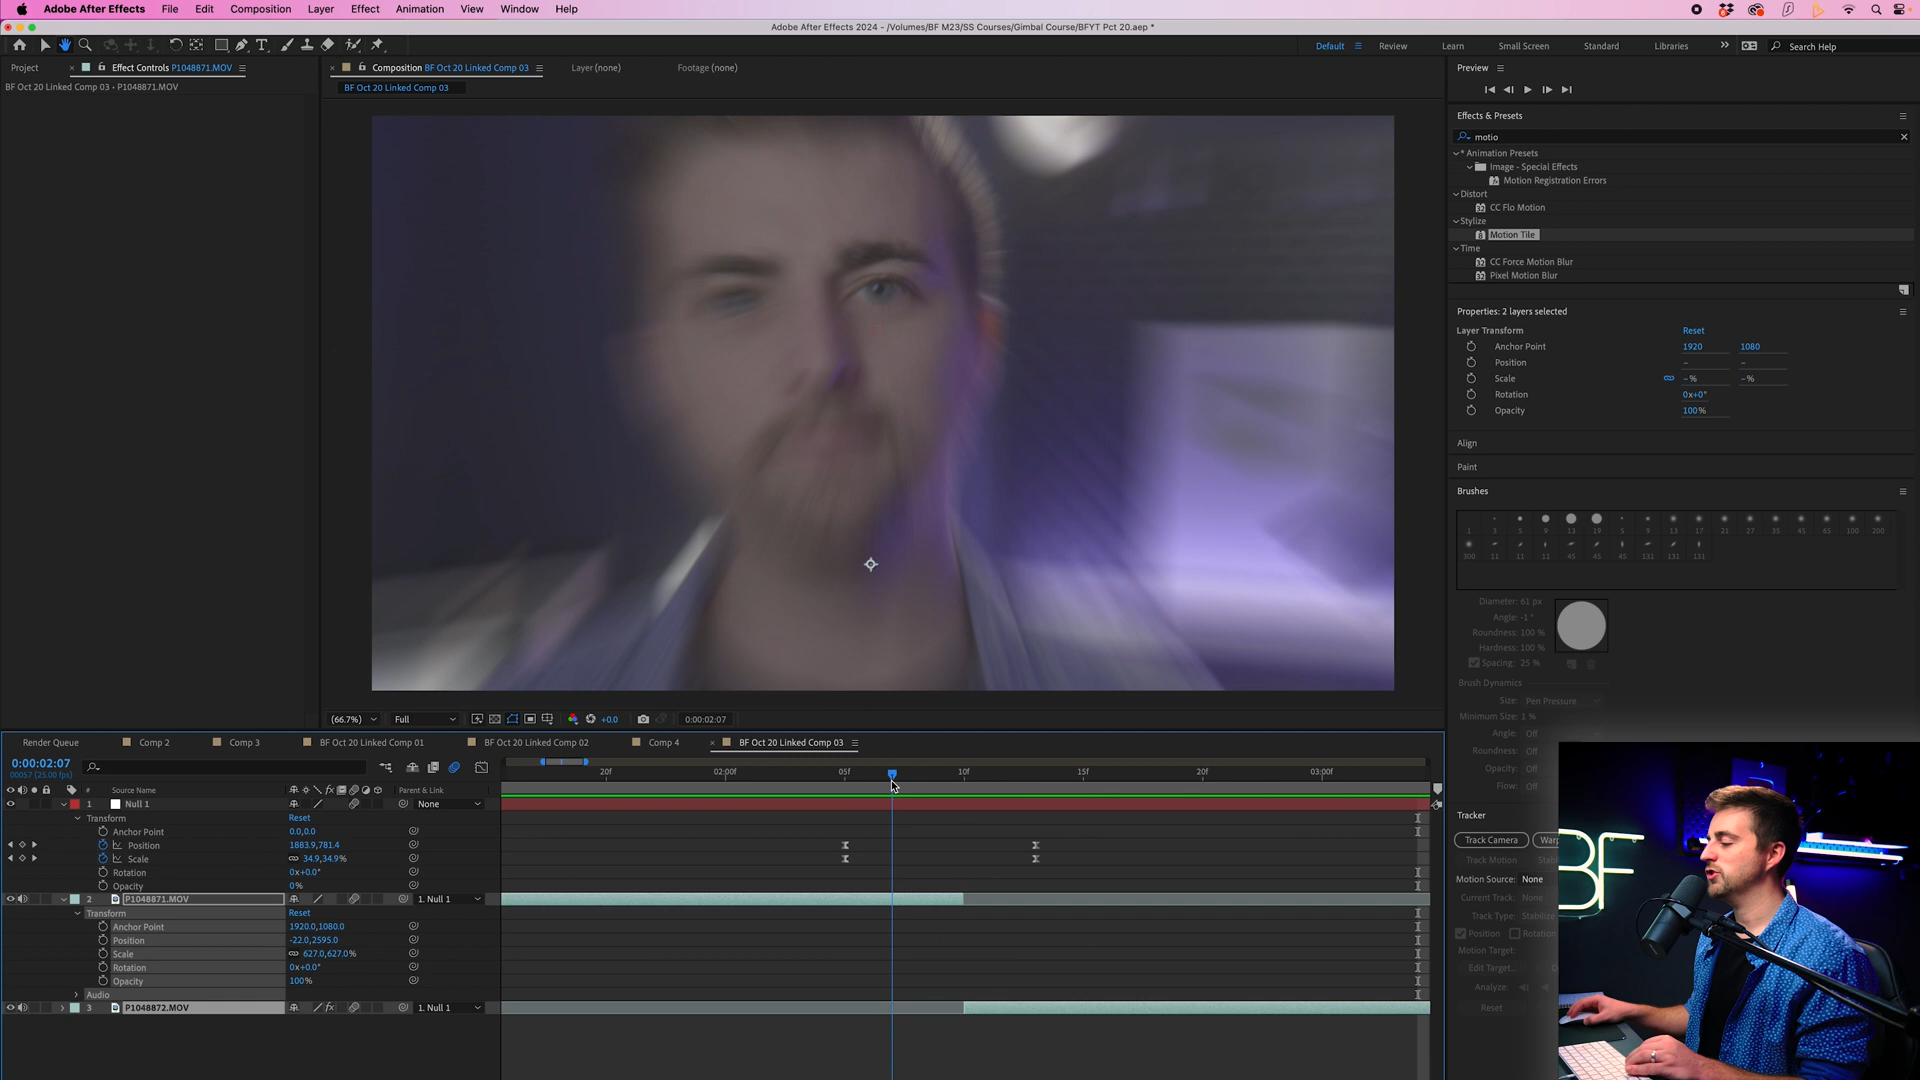 Adobe After Effects File Edit Composition Layer Effect Animation View Window Help
Adobe After Effects 2024 - /Volumes/BF M23/SS Courses/Gimbal Course/BFYT Pct 20.aep *
Default Review Learn Small Screen Standard Libraries Search Help
Project Effect Controls P1048871.MOV
BF Oct 20 Linked Comp 03 • P1048871.MOV
Composition BF Oct 20 Linked Comp 03 Layer (none) Footage (none)
BF Oct 20 Linked Comp 03
Preview
Effects & Presets
motio
* Animation Presets
Image - Special Effects
Motion Registration Errors
Distort
CC Flo Motion
Stylize
Motion Tile
Time
CC Force Motion Blur
Pixel Motion Blur
Properties: 2 layers selected
Layer Transform Reset
Anchor Point 1920 1080
Position - -
Scale - % - %
Rotation 0x+0°
Opacity 100%
Align
Paint
Brushes
1 3 5 9 13 19 5 9 13 17 21 27 35 45 65 100 200
300 11 11 11 45 45 45 131 131 131
Diameter: 61 px
Angle: -1°
Roundness: 100 %
Hardness: 100 %
Spacing: 25 %
Brush Dynamics
Size: Pen Pressure
Minimum Size: 1 %
Angle: Off
Roundness: Off
Opacity: Off
Flow: Off
Tracker
Track Camera Warp
Track Motion Stabi
Motion Source: None
Current Track: None
Track Type: Stabilize
Position Rotation
Motion Target:
Edit Target...
Analyze:
Reset
BF
(66.7%) Full +0.0 0:00:02:07
Render Queue Comp 2 Comp 3 BF Oct 20 Linked Comp 01 BF Oct 20 Linked Comp 02 Comp 4 BF Oct 20 Linked Comp 03
0:00:02:07
00057 (25.00 fps)
20f 02:00f 05f 10f 15f 20f 03:00f
# Source Name fx Parent & Link
1 Null 1 None
Transform Reset
Anchor Point 0.0,0.0
Position 1883.9,781.4
Scale 34.9,34.9%
Rotation 0x+0.0°
Opacity 0%
2 P1048871.MOV 1. Null 1
Transform Reset
Anchor Point 1920.0,1080.0
Position -22.0,2595.0
Scale 627.0,627.0%
Rotation 0x+0.0°
Opacity 100%
Audio
3 P1048872.MOV fx 1. Null 1